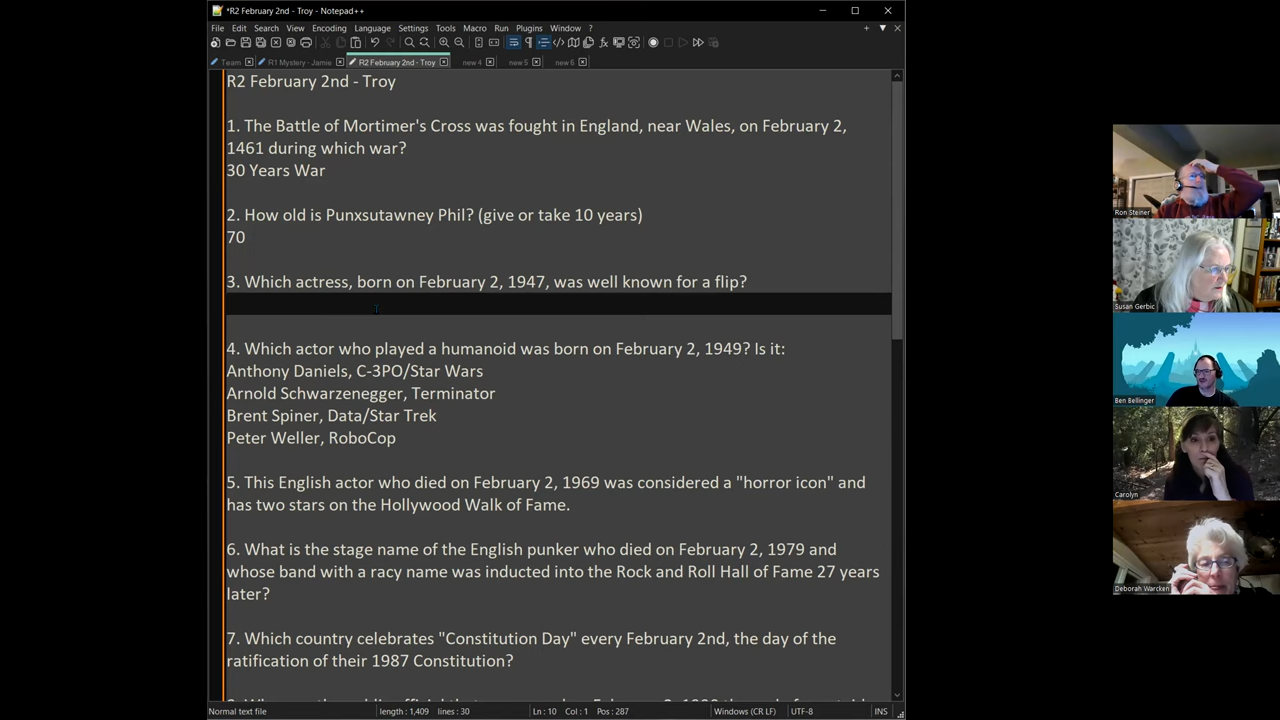 *R2 February 2nd - Troy - Notepad++
File Edit Search View Encoding Language Settings Tools Macro Run Plugins Window ?
Team R1 Mystery - Jamie R2 February 2nd - Troy new 4 new 5 new 6
R2 February 2nd - Troy
1. The Battle of Mortimer's Cross was fought in England, near Wales, on February 2,
1461 during which war?
30 Years War
2. How old is Punxsutawney Phil? (give or take 10 years)
70
3. Which actress, born on February 2, 1947, was well known for a flip?
4. Which actor who played a humanoid was born on February 2, 1949? Is it:
Anthony Daniels, C-3PO/Star Wars
Arnold Schwarzenegger, Terminator
Brent Spiner, Data/Star Trek
Peter Weller, RoboCop
5. This English actor who died on February 2, 1969 was considered a "horror icon" and
has two stars on the Hollywood Walk of Fame.
6. What is the stage name of the English punker who died on February 2, 1979 and
whose band with a racy name was inducted into the Rock and Roll Hall of Fame 27 years
later?
7. Which country celebrates "Constitution Day" every February 2nd, the day of the
ratification of their 1987 Constitution?
Normal text file length : 1,409 lines : 30 Ln : 10 Col : 1 Pos : 287 Windows (CR LF) UTF-8 INS
Ron Steiner
Susan Gerbic
Ben Bellinger
Carolyn
Deborah Warcken